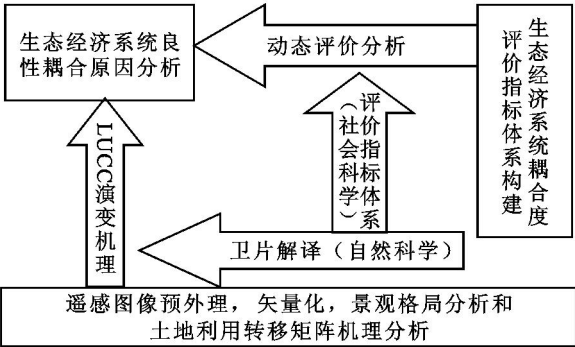 生态经济系统良
性耦合原因分析
动态评价分析
生态经济系统耦合度
评价指标体系构建
评价指标体系
（社会科学）
LUCC演变机理
卫片解译（自然科学）
遥感图像预外理，矢量化，景观格局分析和
土地利用转移矩阵机理分析